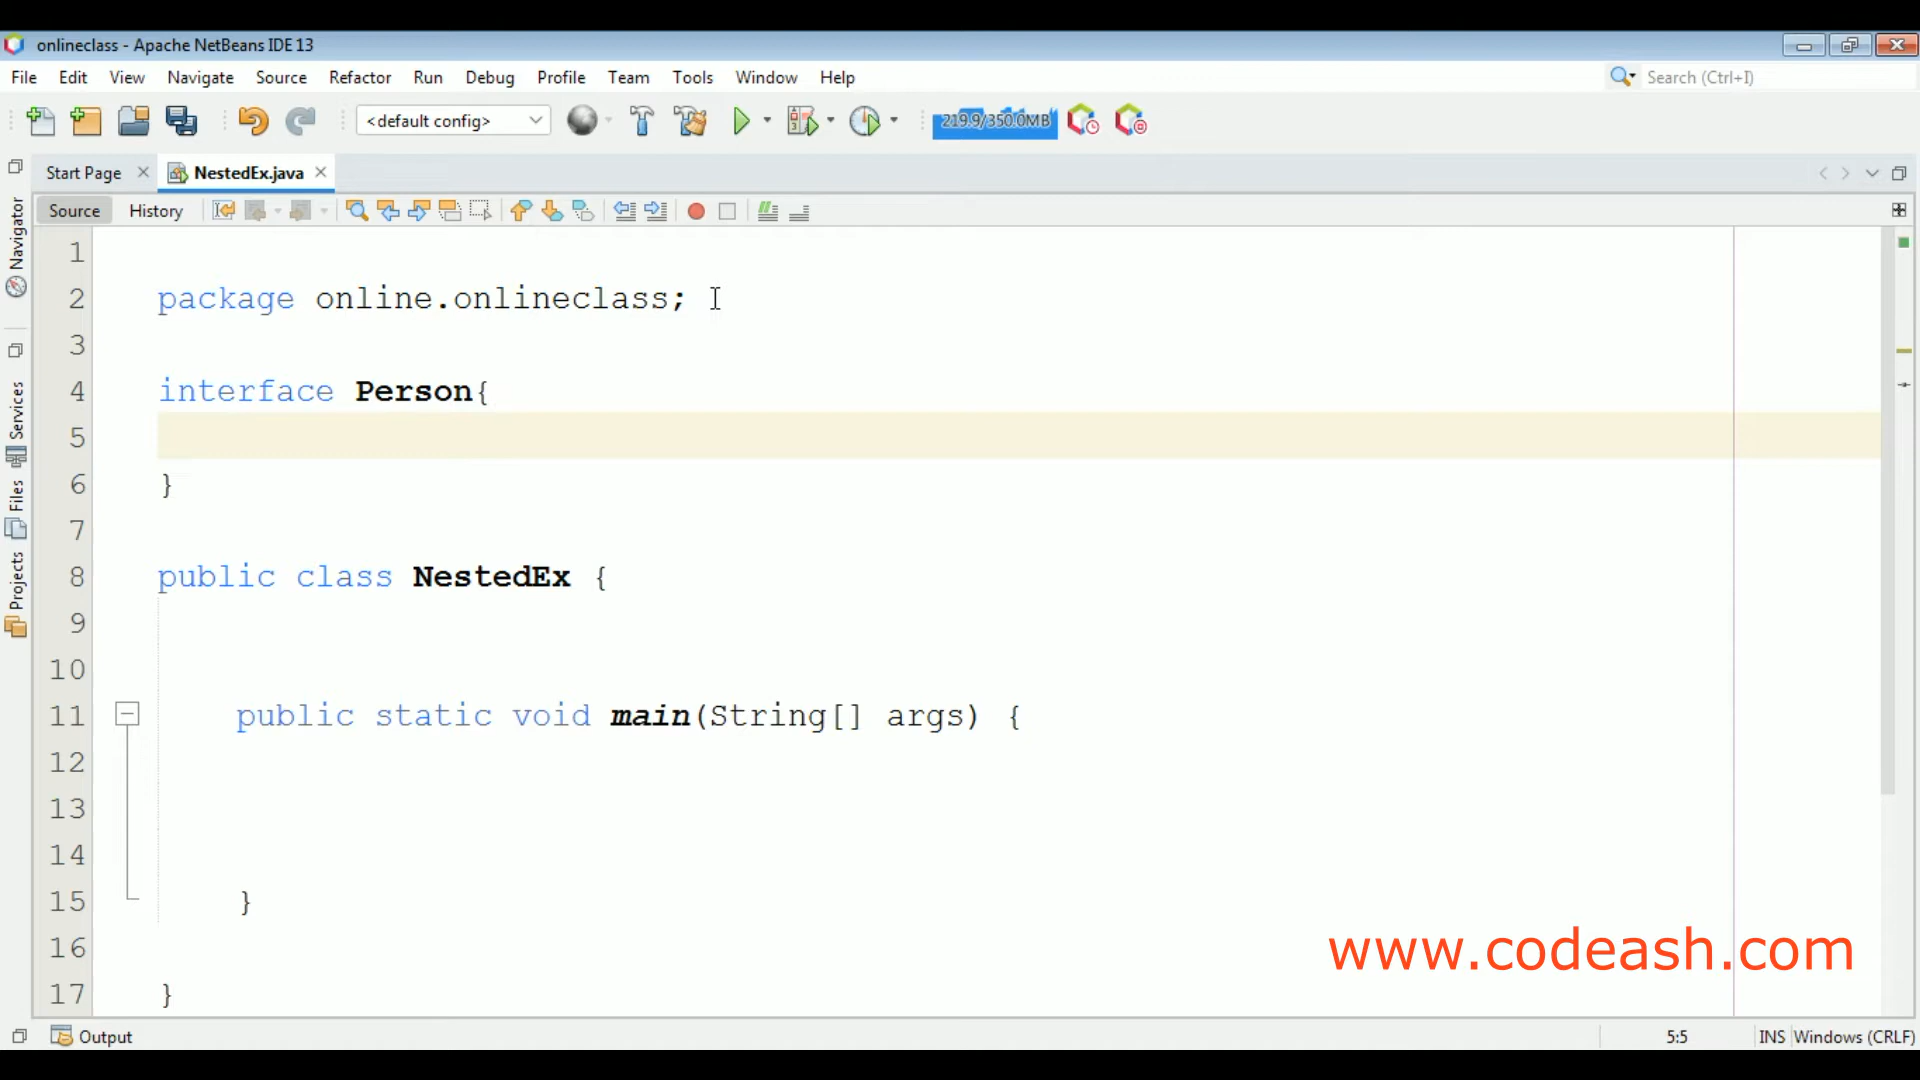 onlineclass - Apache NetBeans IDE 13
File Edit View Navigate Source Refactor Run Debug Profile Team Tools Window Help
Search (Ctrl+I)
<default config>
219.9/350.0MB
Start Page
NestedEx.java
Source History
Navigator
Services
Files
Projects
1
2 package online.onlineclass;
3
4 interface Person{
5
6 }
7
8 public class NestedEx {
9
10
11 public static void main(String[] args) {
12
13
14
15 }
16
17 }
www.codeash.com
Output
5:5 INS Windows (CRLF)